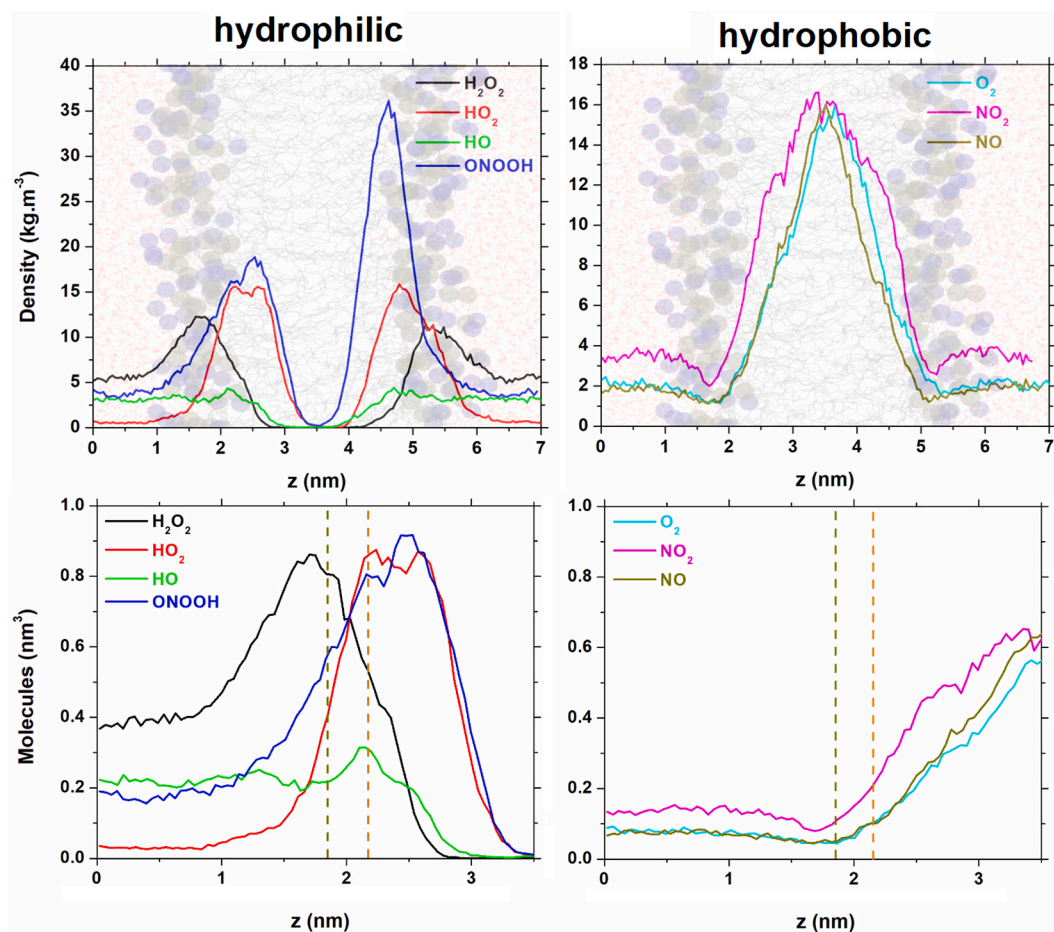 hydrophilic
Density (kg.m⁻³)
40
35
30
25
20
15
10
5
0
H₂O₂
HO₂
HO
ONOOH
0 1 2 3 4 5 6 7
z (nm)
hydrophobic
18
16
14
12
10
8
6
4
2
0
O₂
NO₂
NO
0 1 2 3 4 5 6 7
z (nm)
Molecules (nm³)
1.0
0.8
0.6
0.4
0.2
0.0
H₂O₂
HO₂
HO
ONOOH
0 1 2 3
z (nm)
1.0
0.8
0.6
0.4
0.2
0.0
O₂
NO₂
NO
0 1 2 3
z (nm)